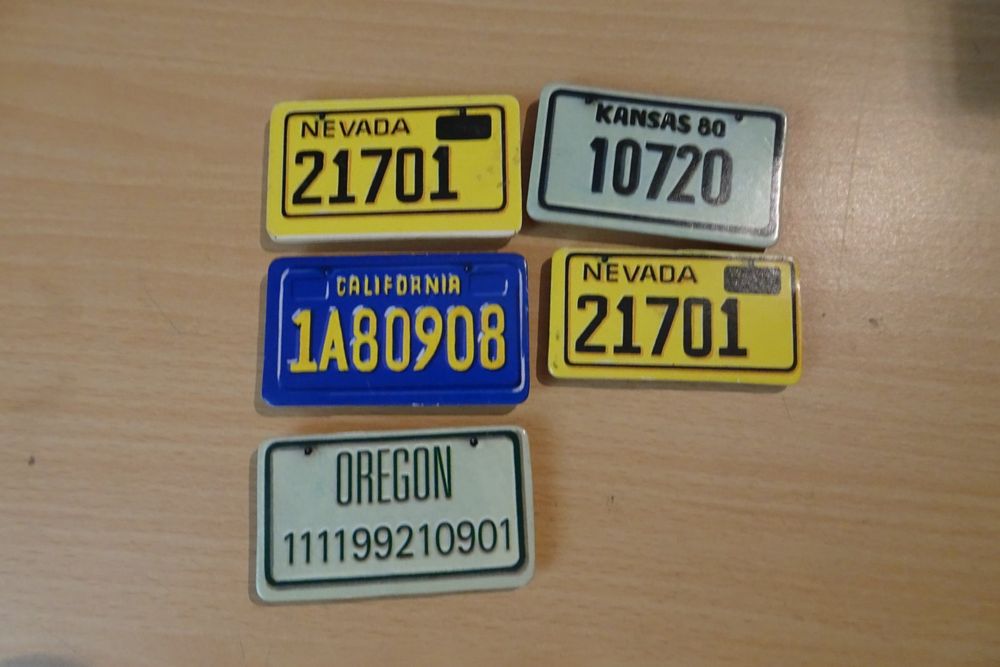 NEVADA
21701
KANSAS 80
10720
CALIFORNIA
1A80908
NEVADA
21701
OREGON
111199210901